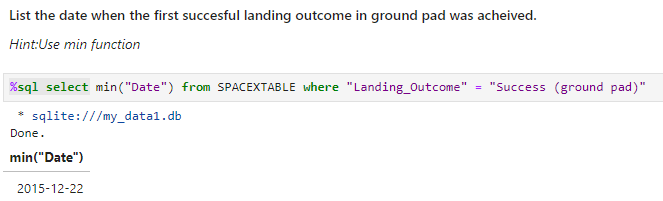 List the date when the first succesful landing outcome in ground pad was acheived.
Hint:Use min function
%sql select min("Date") from SPACEXTABLE where "Landing_Outcome" = "Success (ground pad)"
* sqlite:///my_data1.db
Done.
min("Date")
2015-12-22